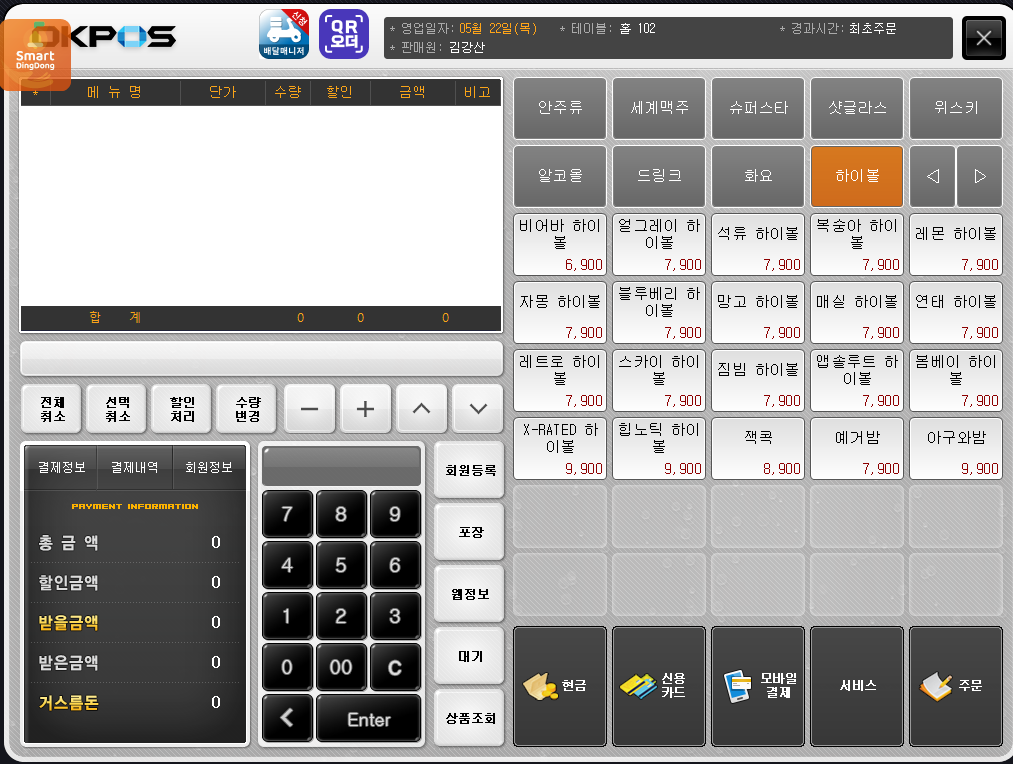 OKPOS
Smart
DingDong
신청
배달매니저
QR
오더
* 영업일자: 05월 22일(목) * 테이블: 홀 102 * 경과시간: 최초주문
* 판매원: 김강산
* 메 뉴 명 단가 수량 할인 금액 비고
합 계 0 0 0
전체
취소
선택
취소
할인
처리
수량
변경
결제정보 결제내역 회원정보
PAYMENT INFORMATION
총 금 액 0
할인금액 0
받을금액 0
받은금액 0
거스름돈 0
7 8 9
4 5 6
1 2 3
0 00 C
Enter
회원등록
포장
웹정보
대기
상품조회
안주류 세계맥주 슈퍼스타 샷글라스 위스키
알코올 드링크 화요 하이볼 ◁ ▷
비어바 하이
볼
6,900
얼그레이 하
이볼
7,900
석류 하이볼
7,900
복숭아 하이
볼
7,900
레몬 하이볼
7,900
자몽 하이볼
7,900
블루베리 하
이볼
7,900
망고 하이볼
7,900
매실 하이볼
7,900
연태 하이볼
7,900
레트로 하이
볼
7,900
스카이 하이
볼
7,900
짐빔 하이볼
7,900
앱솔루트 하
이볼
7,900
봄베이 하이
볼
7,900
X-RATED 하
이볼
9,900
힙노틱 하이
볼
9,900
잭콕
8,900
예거밤
7,900
아구와밤
9,900
현금
신용
카드
모바일
결제
서비스
주문